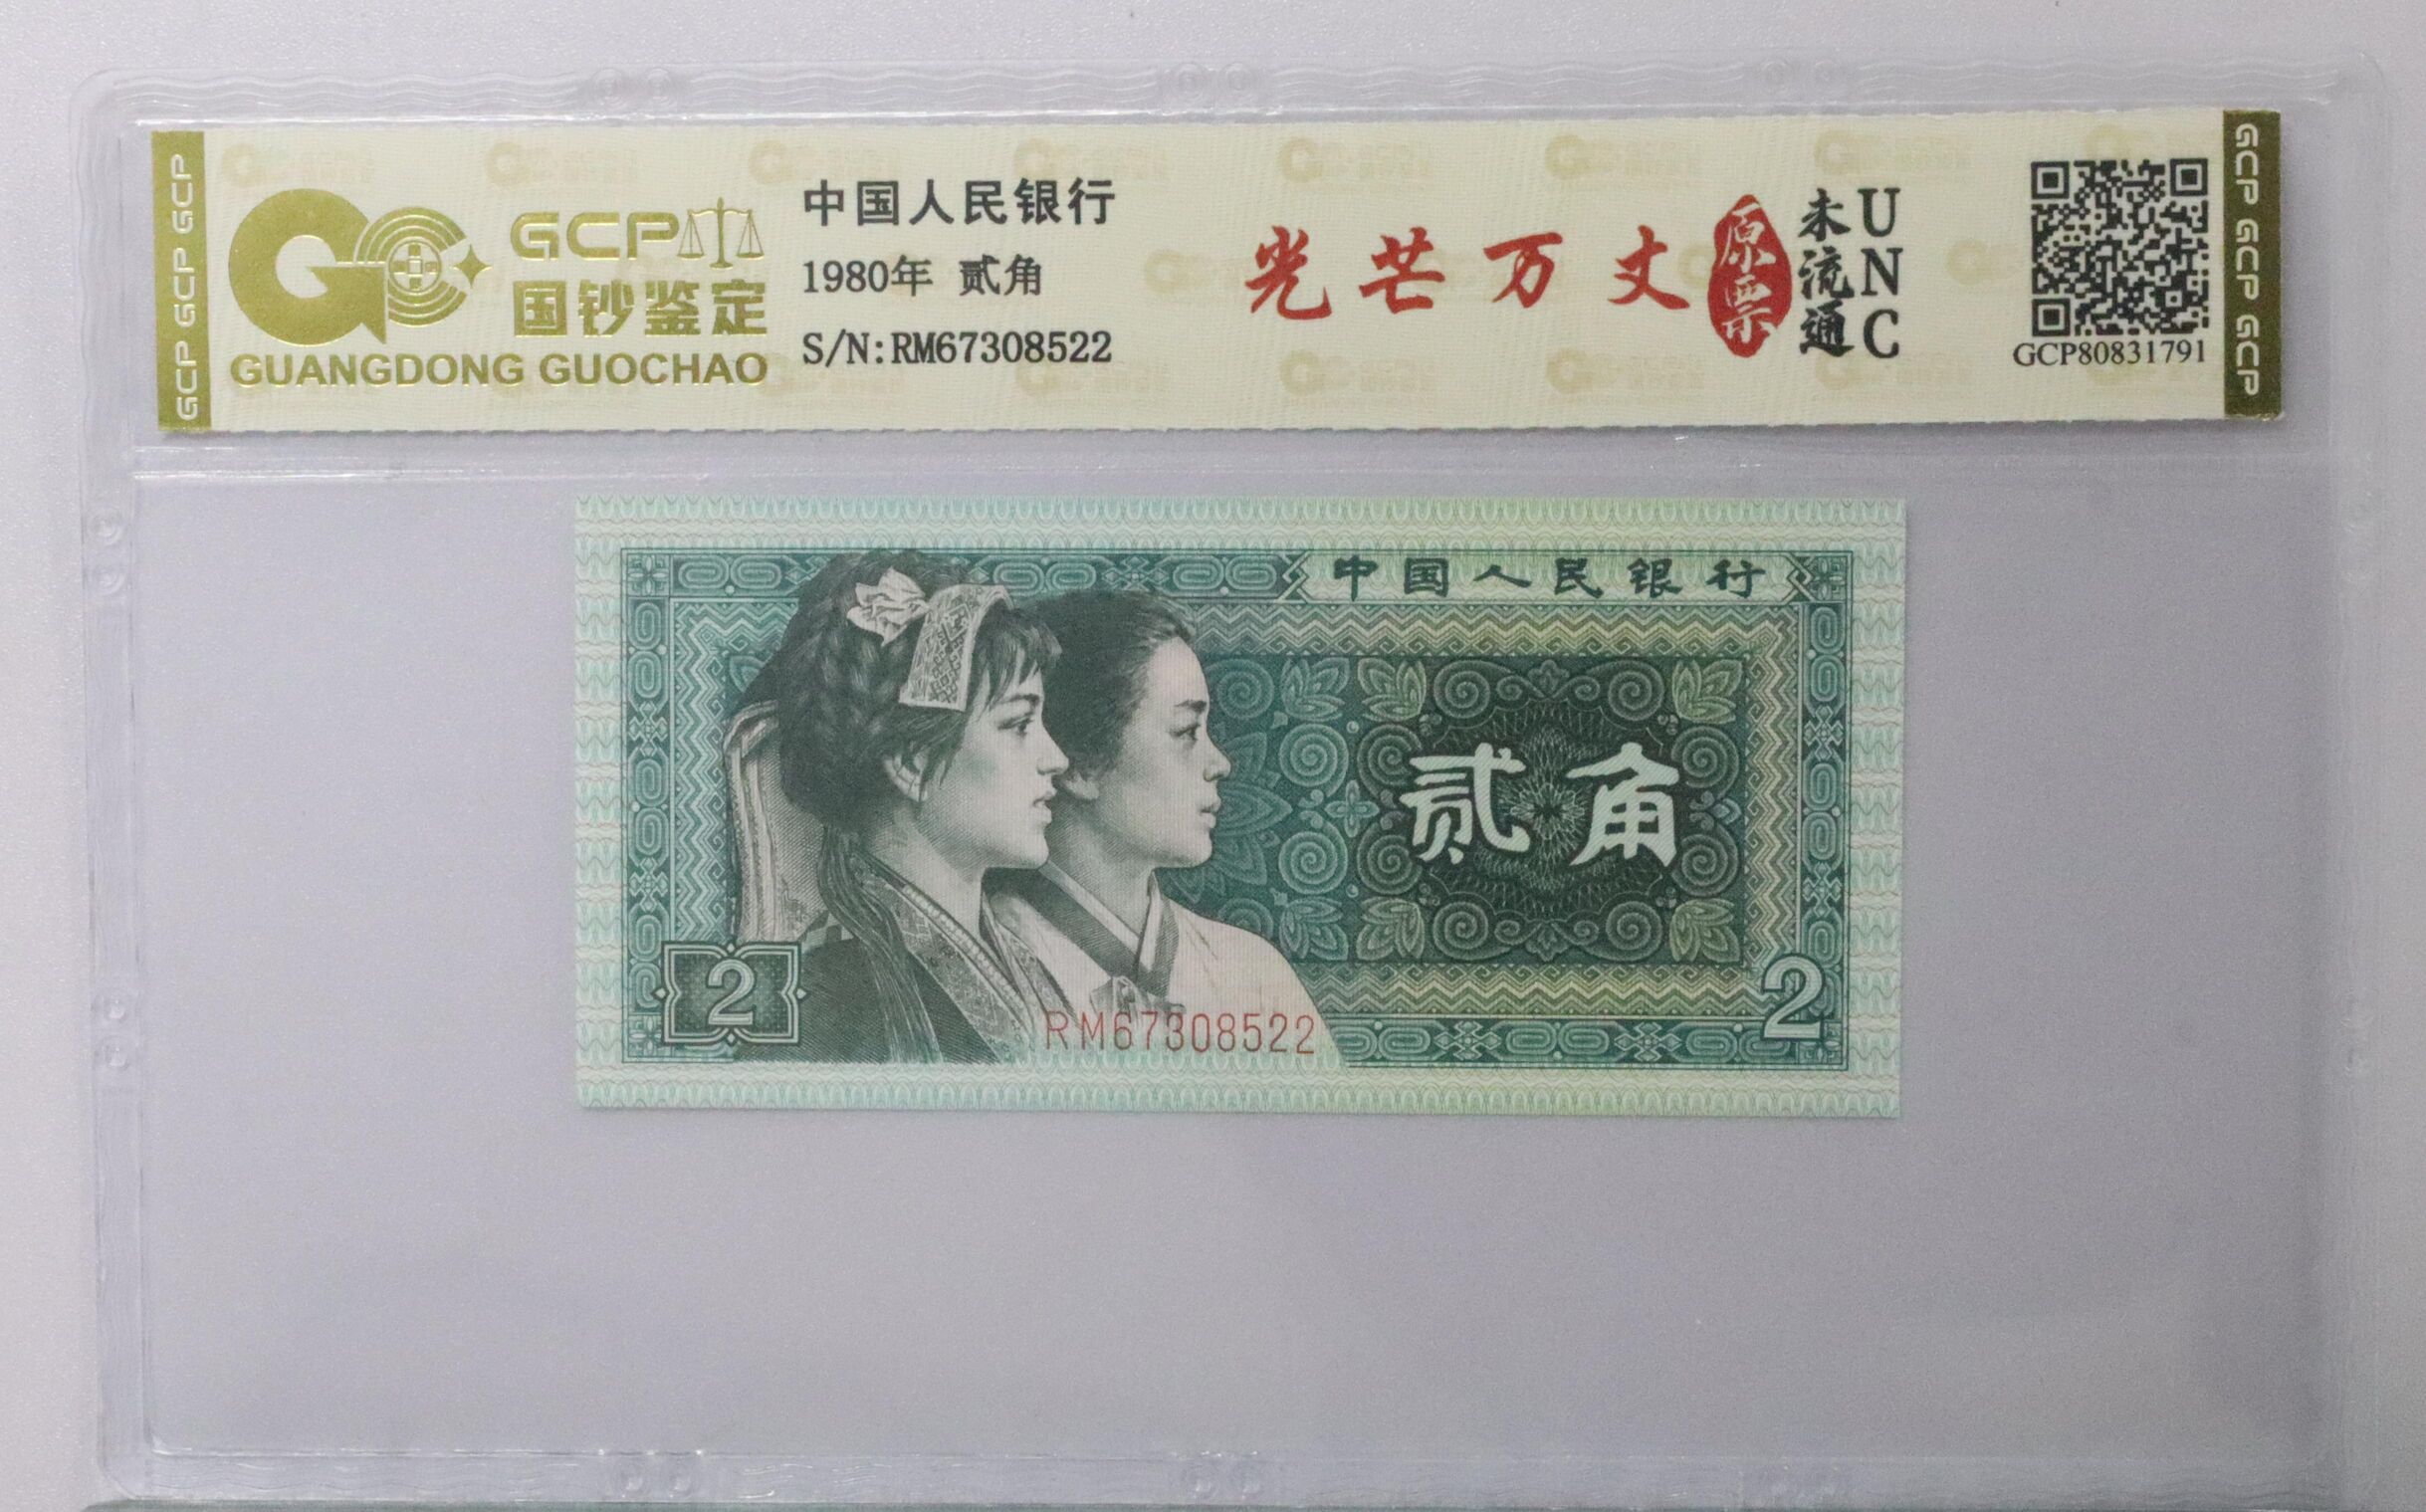 GCP GCP GCP
GCP
国钞鉴定
GUANGDONG GUOCHAO
中国人民银行
1980年 贰角
S/N:RM67308522
光芒万丈
原票
未流通
UNC
GCP80831791
GCP GCP GCP
中国人民银行
贰角
2
2
RM67308522